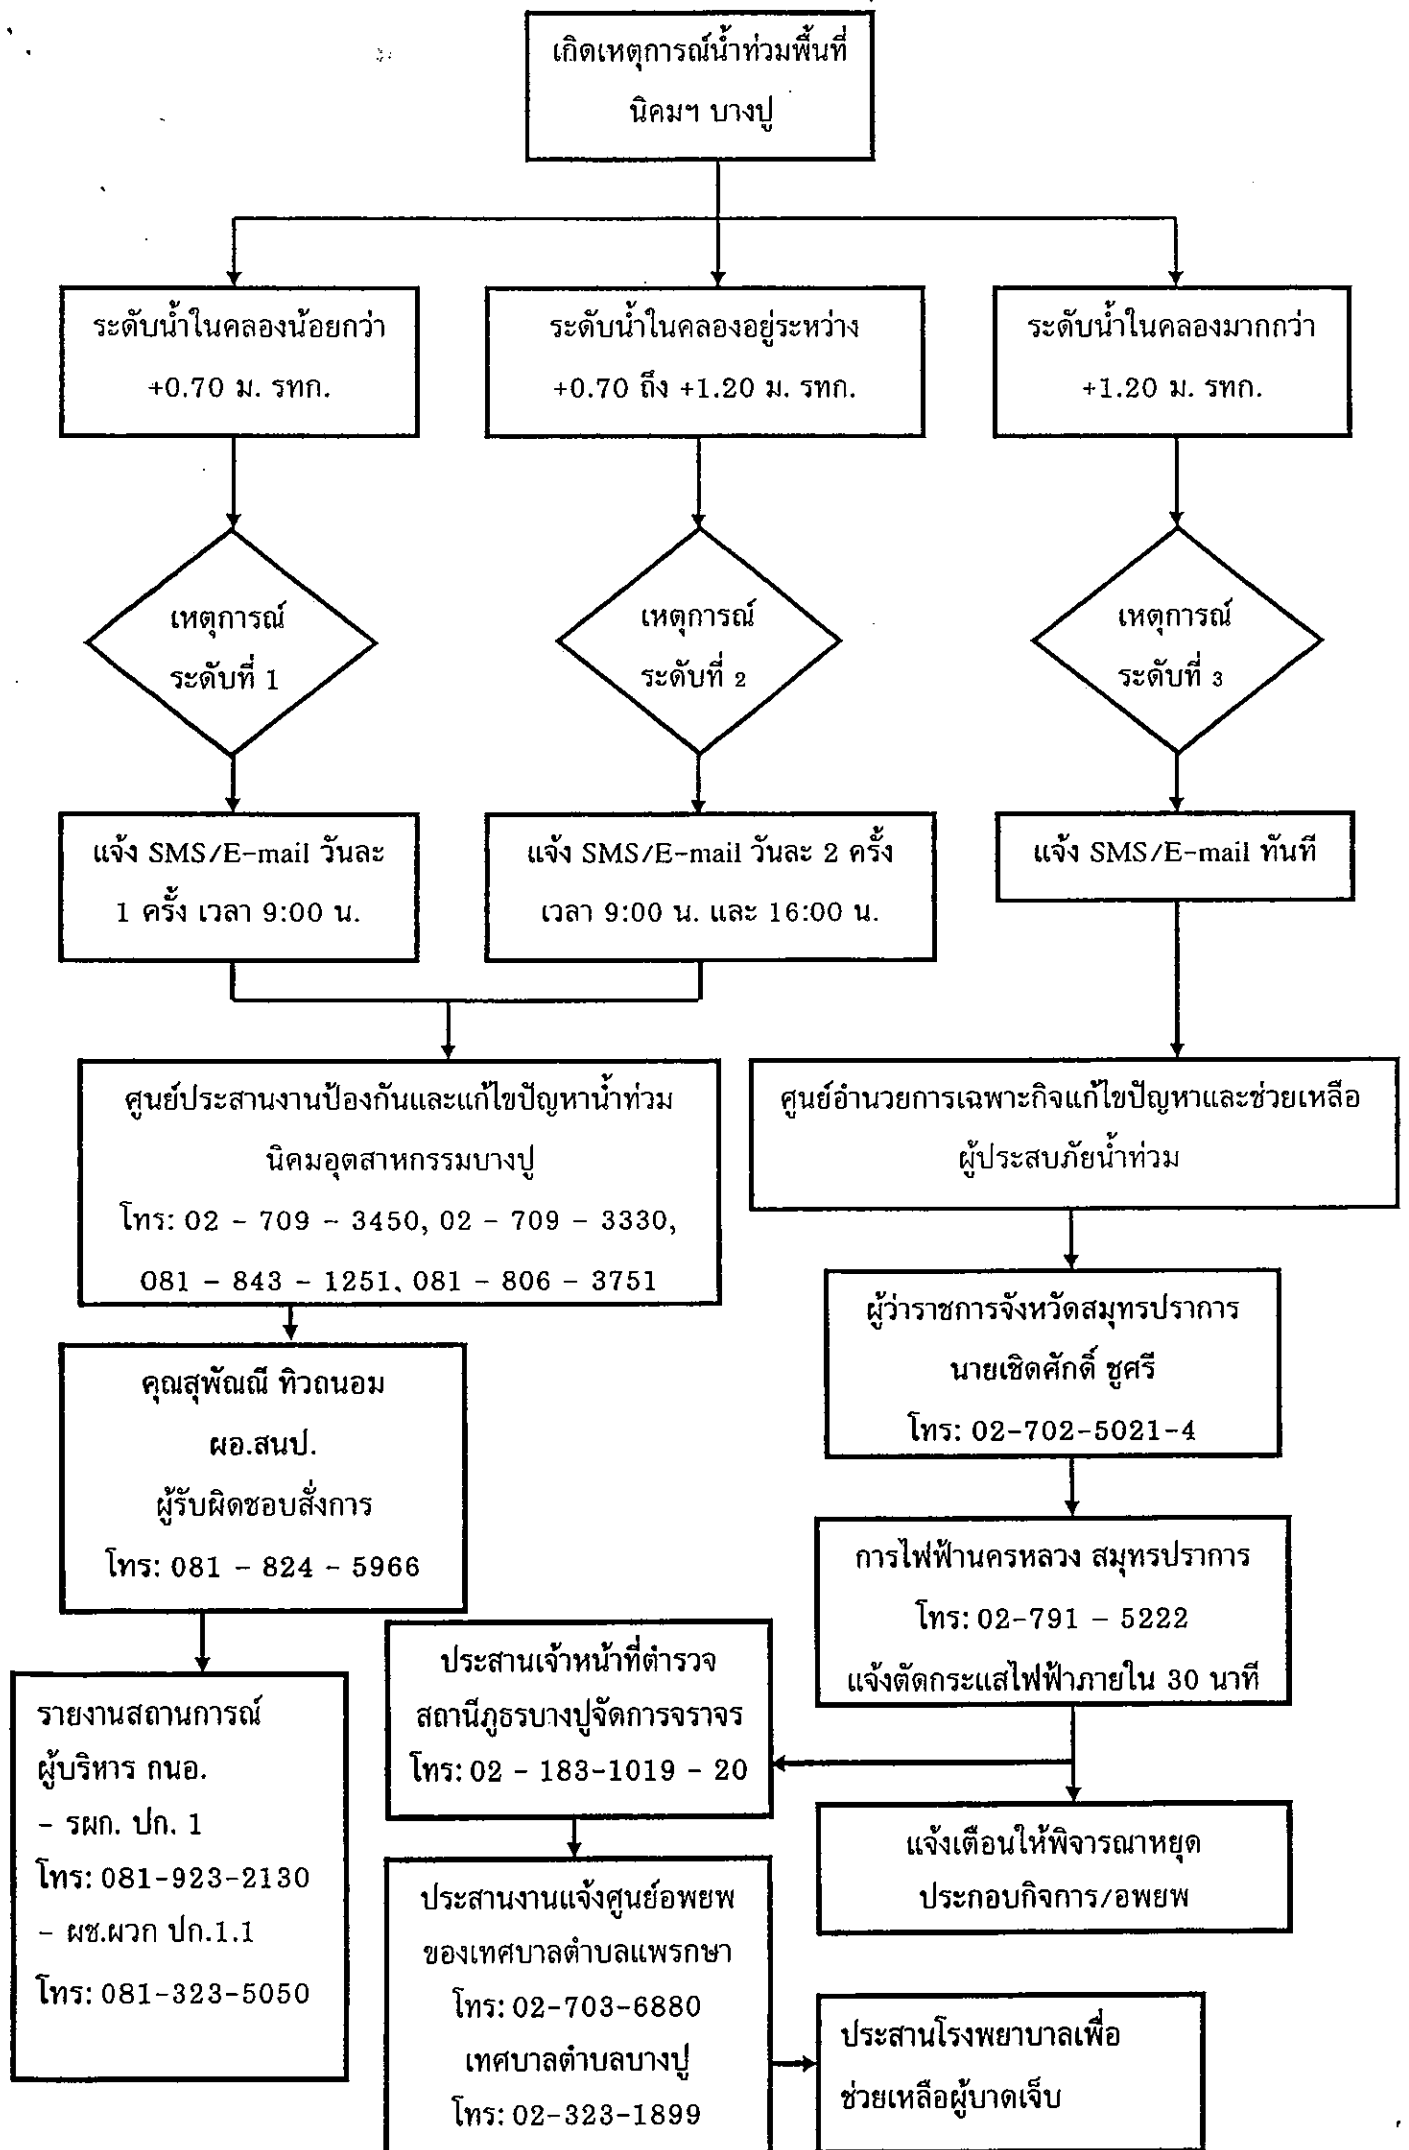 เกิดเหตุการณ์น้ำท่วมพื้นที่
นิคมฯ บางปู
ระดับน้ำในคลองน้อยกว่า
+0.70 ม. รทก.
ระดับน้ำในคลองอยู่ระหว่าง
+0.70 ถึง +1.20 ม. รทก.
ระดับน้ำในคลองมากกว่า
+1.20 ม. รทก.
เหตุการณ์
ระดับที่ 1
เหตุการณ์
ระดับที่ 2
เหตุการณ์
ระดับที่ 3
แจ้ง SMS/E-mail วันละ
1 ครั้ง เวลา 9:00 น.
แจ้ง SMS/E-mail วันละ 2 ครั้ง
เวลา 9:00 น. และ 16:00 น.
แจ้ง SMS/E-mail ทันที
ศูนย์ประสานงานป้องกันและแก้ไขปัญหาน้ำท่วม
นิคมอุตสาหกรรมบางปู
โทร: 02 - 709 - 3450, 02 - 709 - 3330,
081 - 843 - 1251, 081 - 806 - 3751
ศูนย์อำนวยการเฉพาะกิจแก้ไขปัญหาและช่วยเหลือ
ผู้ประสบภัยน้ำท่วม
ผู้ว่าราชการจังหวัดสมุทรปราการ
นายเชิดศักดิ์ ชูศรี
โทร: 02-702-5021-4
คุณสุพัณณี ทิวถนอม
ผอ.สนป.
ผู้รับผิดชอบสั่งการ
โทร: 081 - 824 - 5966
การไฟฟ้านครหลวง สมุทรปราการ
โทร: 02-791 - 5222
แจ้งตัดกระแสไฟฟ้าภายใน 30 นาที
ประสานเจ้าหน้าที่ตำรวจ
สถานีภูธรบางปูจัดการจราจร
โทร: 02 - 183-1019 - 20
รายงานสถานการณ์
ผู้บริหาร กนอ.
- รผก. ปก. 1
โทร: 081-923-2130
- ผช.ผวก ปก.1.1
โทร: 081-323-5050
แจ้งเตือนให้พิจารณาหยุด
ประกอบกิจการ/อพยพ
ประสานงานแจ้งศูนย์อพยพ
ของเทศบาลตำบลแพรกษา
โทร: 02-703-6880
เทศบาลตำบลบางปู
โทร: 02-323-1899
ประสานโรงพยาบาลเพื่อ
ช่วยเหลือผู้บาดเจ็บ